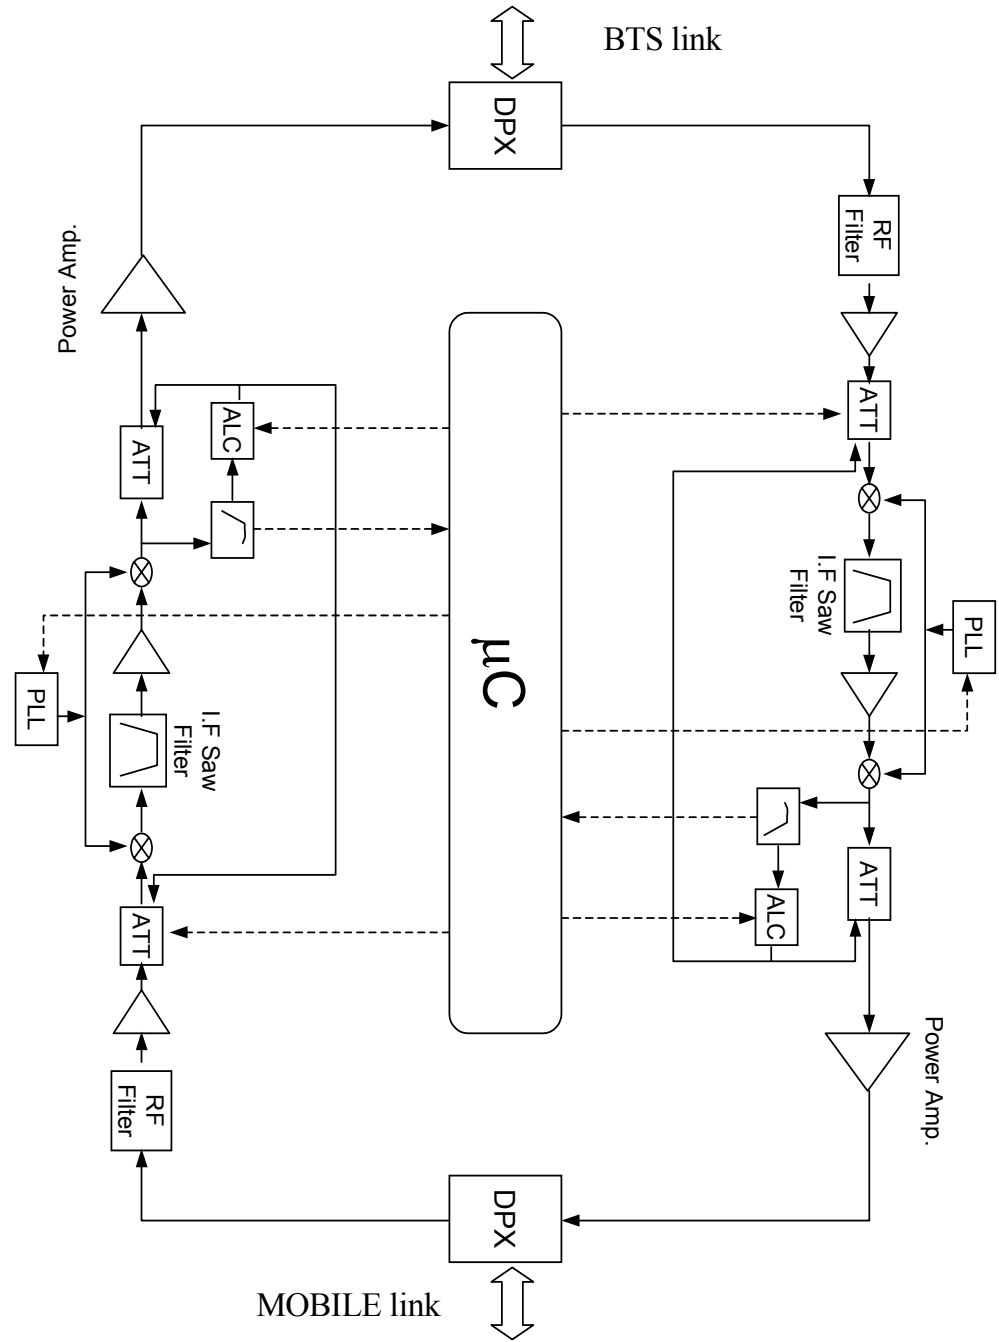 BTS link
DPX
RF
Filter
Power Amp.
ATT
ALC
ATT
I.F Saw
Filter
PLL
µC
PLL
I.F Saw
Filter
ATT
ALC
ATT
Power Amp.
RF
Filter
DPX
MOBILE link